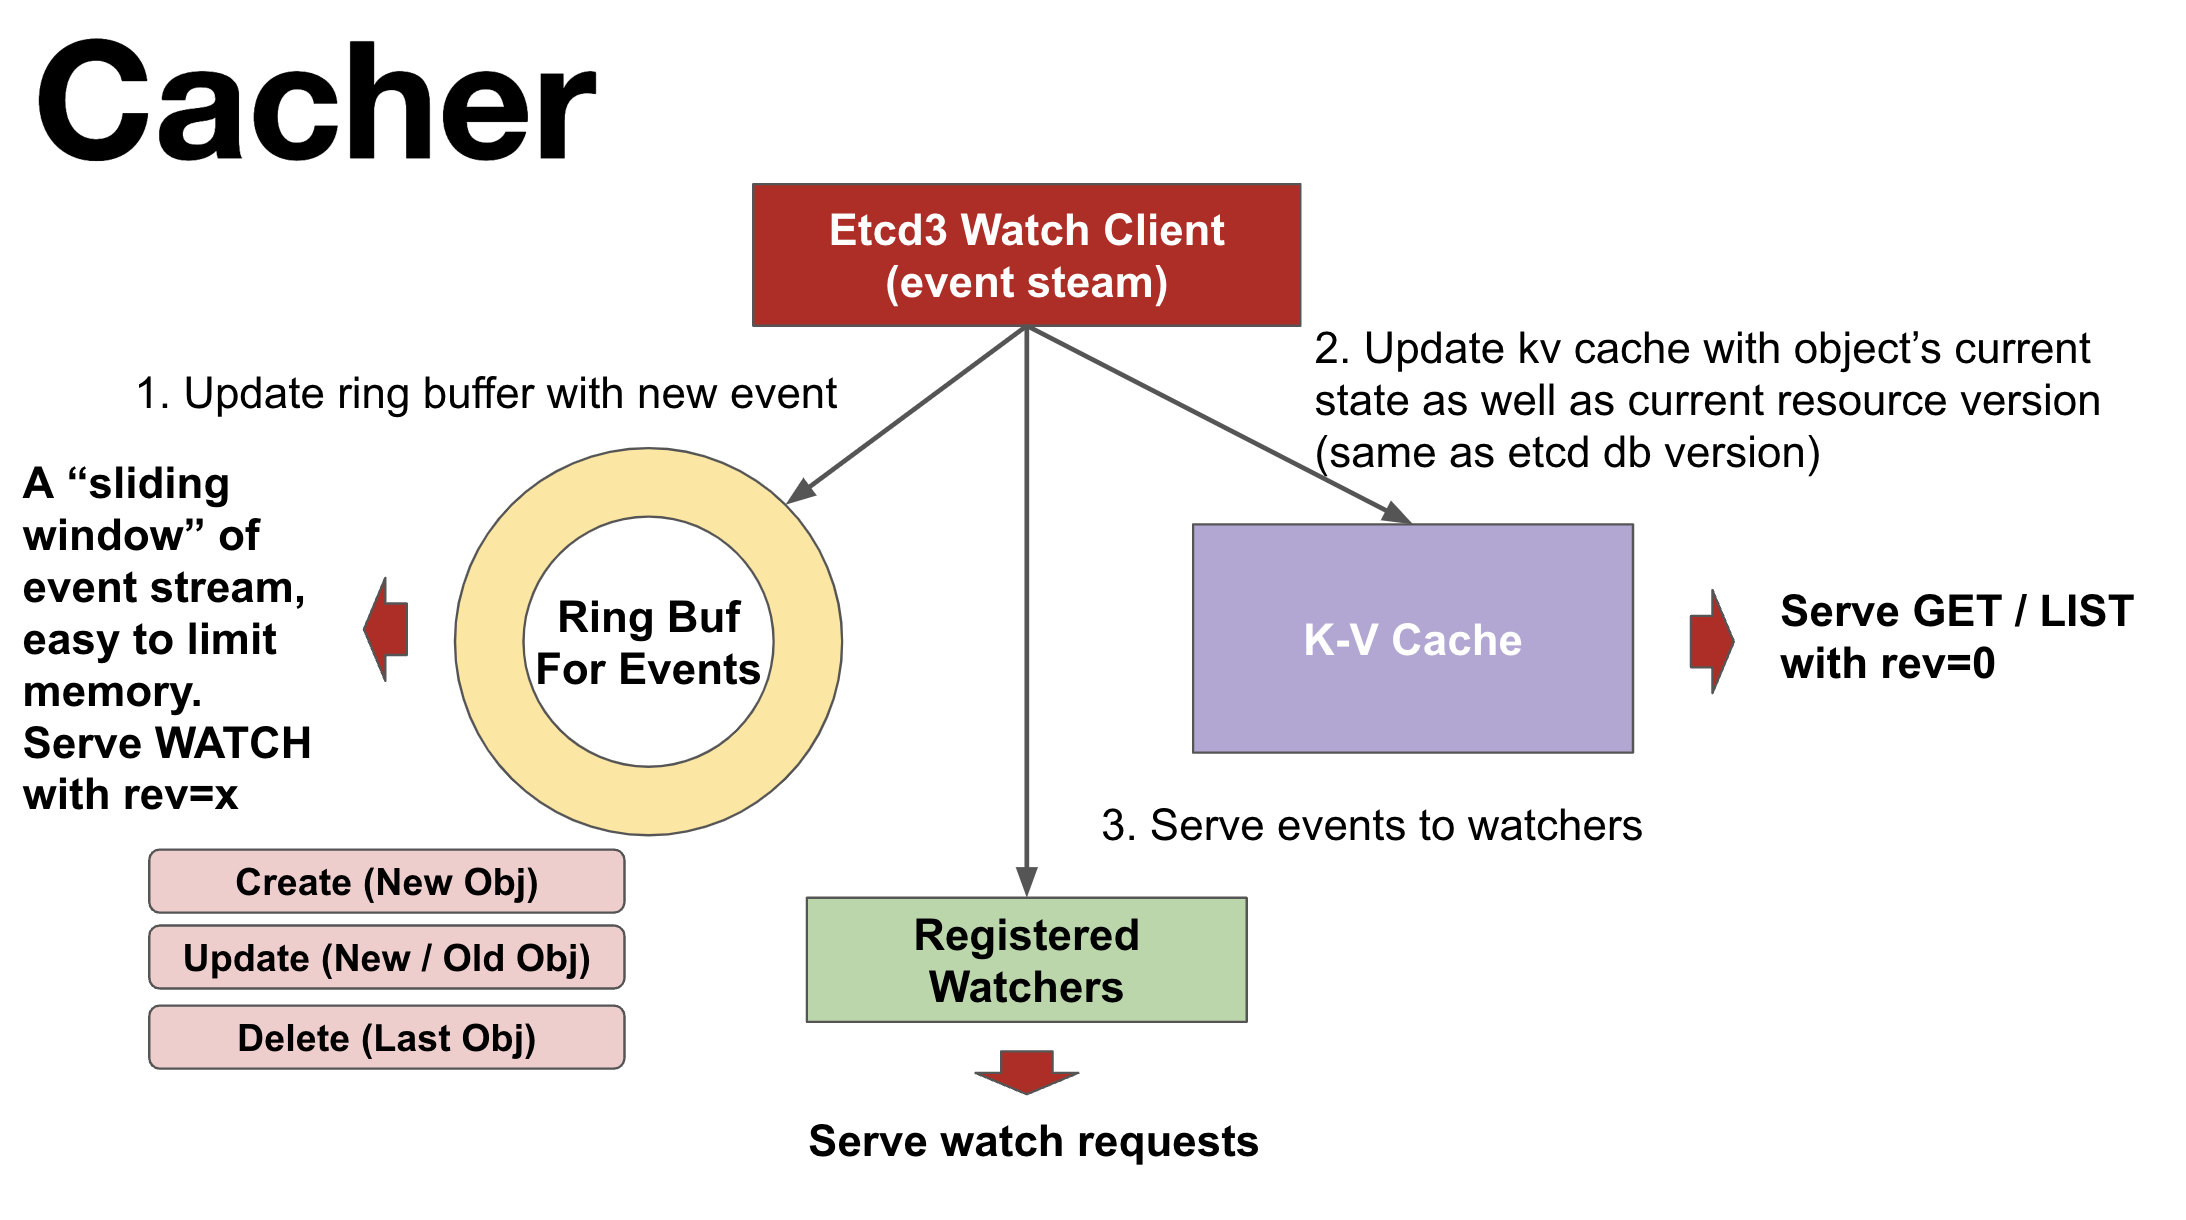 Cacher
Etcd3 Watch Client
(event steam)
1. Update ring buffer with new event
2. Update kv cache with object’s current
state as well as current resource version
(same as etcd db version)
A “sliding
window” of
event stream,
easy to limit
memory.
Serve WATCH
with rev=x
Ring Buf
For Events
K-V Cache
Serve GET / LIST
with rev=0
3. Serve events to watchers
Create (New Obj)
Update (New / Old Obj)
Delete (Last Obj)
Registered
Watchers
Serve watch requests